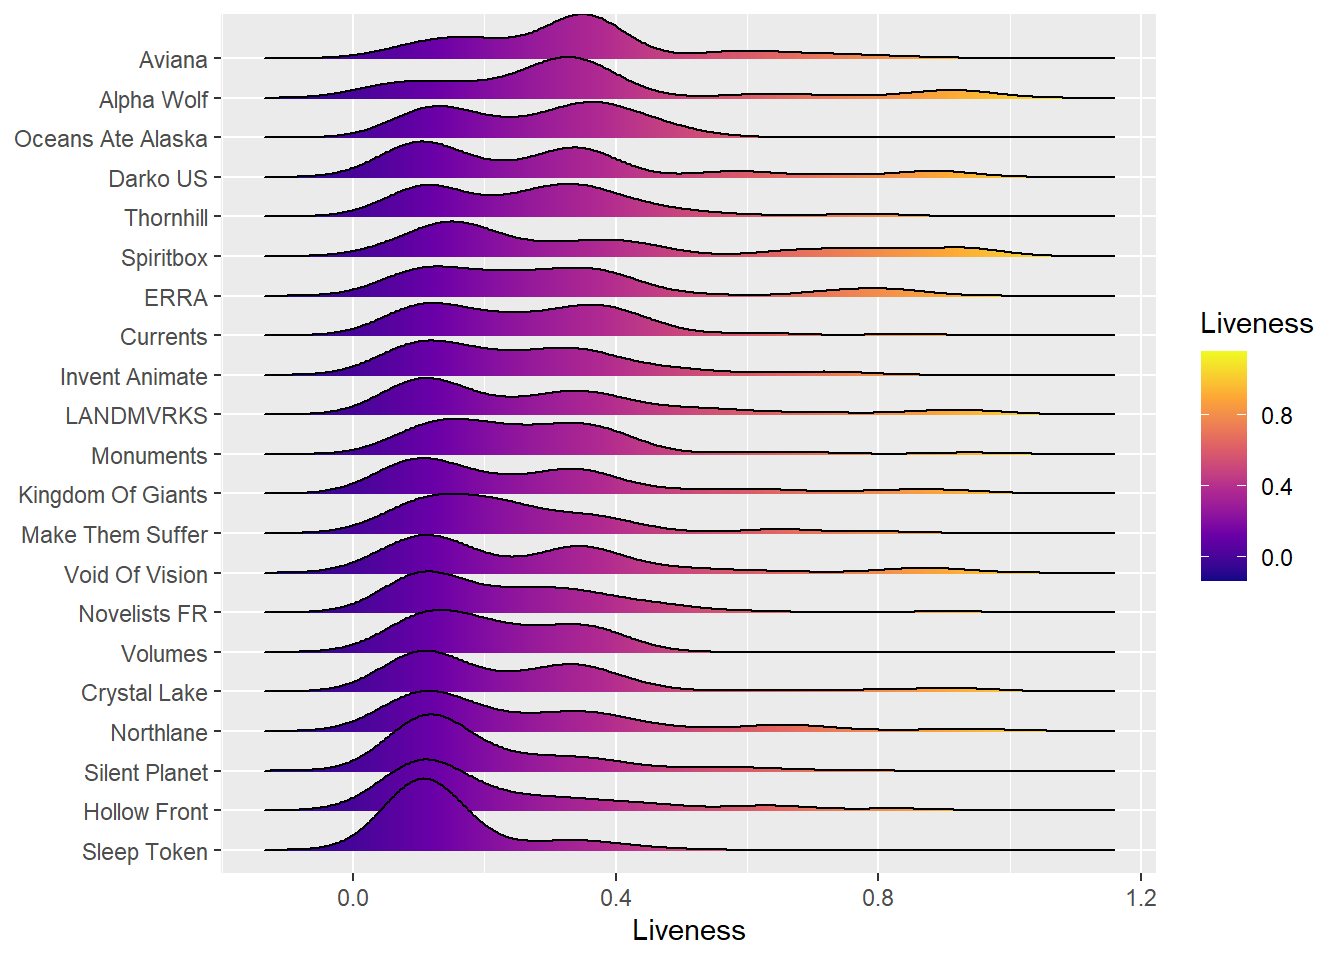 Aviana
Alpha Wolf
Oceans Ate Alaska
Darko US
Thornhill
Spiritbox
ERRA
Currents
Invent Animate
LANDMVRKS
Monuments
Kingdom Of Giants
Make Them Suffer
Void Of Vision
Novelists FR
Volumes
Crystal Lake
Northlane
Silent Planet
Hollow Front
Sleep Token
0.0 0.4 0.8 1.2
Liveness
Liveness
0.8
0.4
0.0